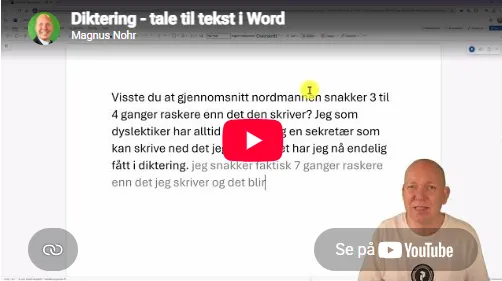 Diktering - tale til tekst i Word
Magnus Nohr
Visste du at gjennomsnitt nordmannen snakker 3 til
4 ganger raskere enn det den skriver? Jeg som
dyslektiker har alltid en sekretær som
kan skrive ned det jeg et har jeg nå endelig
fått i diktering. jeg snakker faktisk 7 ganger raskere
enn det jeg skriver og det blir
Se på YouTube